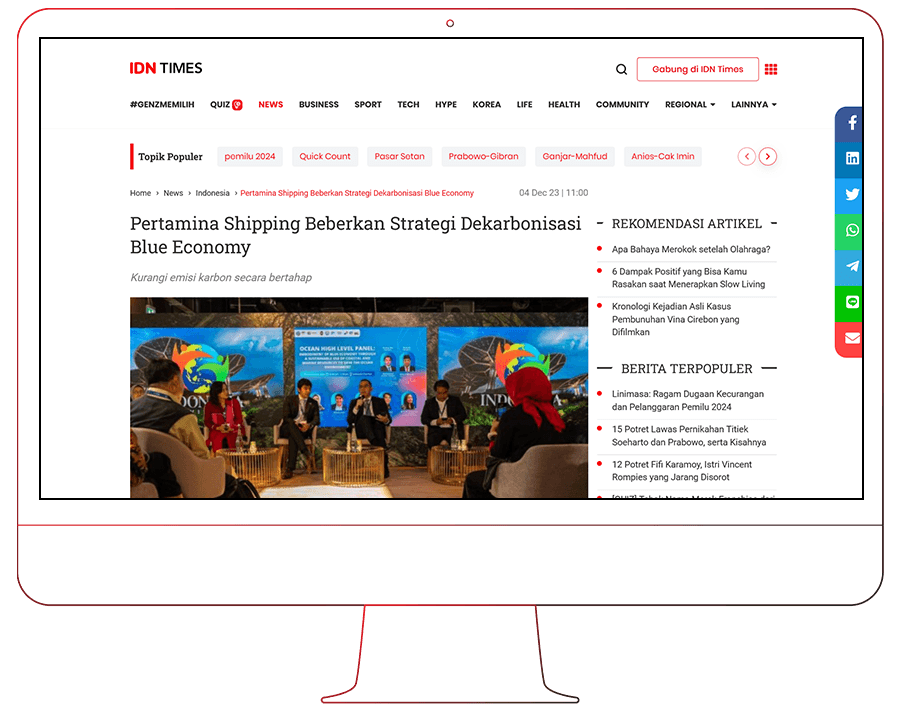 IDN TIMES
Gabung di IDN Times
#GENZMEMILIH QUIZ NEWS BUSINESS SPORT TECH HYPE KOREA LIFE HEALTH COMMUNITY REGIONAL LAINNYA
Topik Populer pomilu 2024 Quick Count Pasar Sotan Prabowo-Gibran Ganjar-Mahfud Anios-Cak Imin
Home > News > Indonesia > Pertamina Shipping Beberkan Strategi Dekarbonisasi Blue Economy
04 Dec 23 | 11:00
Pertamina Shipping Beberkan Strategi Dekarbonisasi
Blue Economy
Kurangi emisi karbon secara bertahap
OCEAN HIGH LEVEL PANEL:
REKOMENDASI ARTIKEL
Apa Bahaya Merokok setelah Olahraga?
6 Dampak Positif yang Bisa Kamu
Rasakan saat Menerapkan Slow Living
Kronologi Kejadian Asli Kasus
Pembunuhan Vina Cirebon yang
Difilmkan
BERITA TERPOPULER
Linimasa: Ragam Dugaan Kecurangan
dan Pelanggaran Pemilu 2024
15 Potret Lawas Pernikahan Titiek
Soeharto dan Prabowo, serta Kisahnya
12 Potret Fifi Karamoy, Istri Vincent
Rompies yang Jarang Disorot